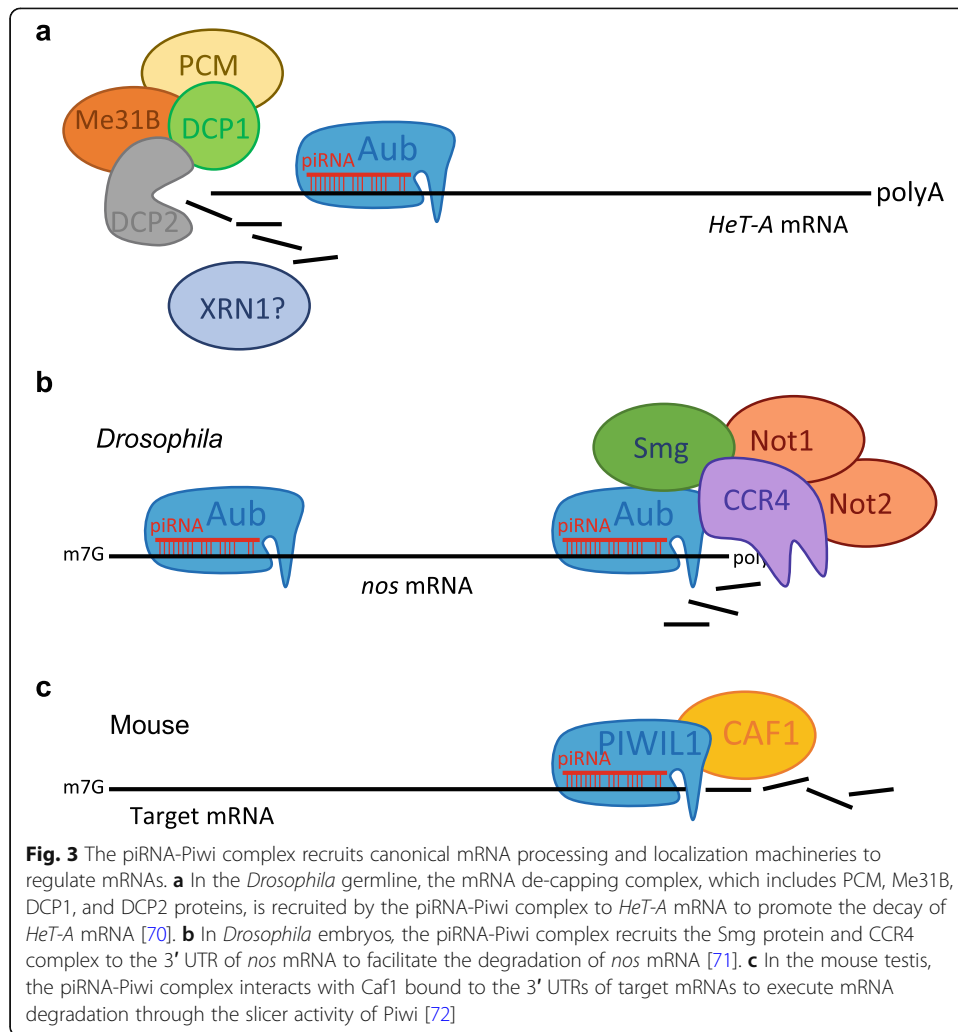 a
PCM
Me31B
DCP1
DCP2
piRNA
Aub
polyA
HeT-A mRNA
XRN1?
b
Drosophila
Smg
Not1
CCR4
Not2
piRNA
Aub
piRNA
Aub
m7G
poly
nos mRNA
c
Mouse
PIWIL1
CAF1
piRNA
m7G
Target mRNA
Fig. 3 The piRNA-Piwi complex recruits canonical mRNA processing and localization machineries to
regulate mRNAs. a In the Drosophila germline, the mRNA de-capping complex, which includes PCM, Me31B,
DCP1, and DCP2 proteins, is recruited by the piRNA-Piwi complex to HeT-A mRNA to promote the decay of
HeT-A mRNA [70]. b In Drosophila embryos, the piRNA-Piwi complex recruits the Smg protein and CCR4
complex to the 3′ UTR of nos mRNA to facilitate the degradation of nos mRNA [71]. c In the mouse testis,
the piRNA-Piwi complex interacts with Caf1 bound to the 3′ UTRs of target mRNAs to execute mRNA
degradation through the slicer activity of Piwi [72]